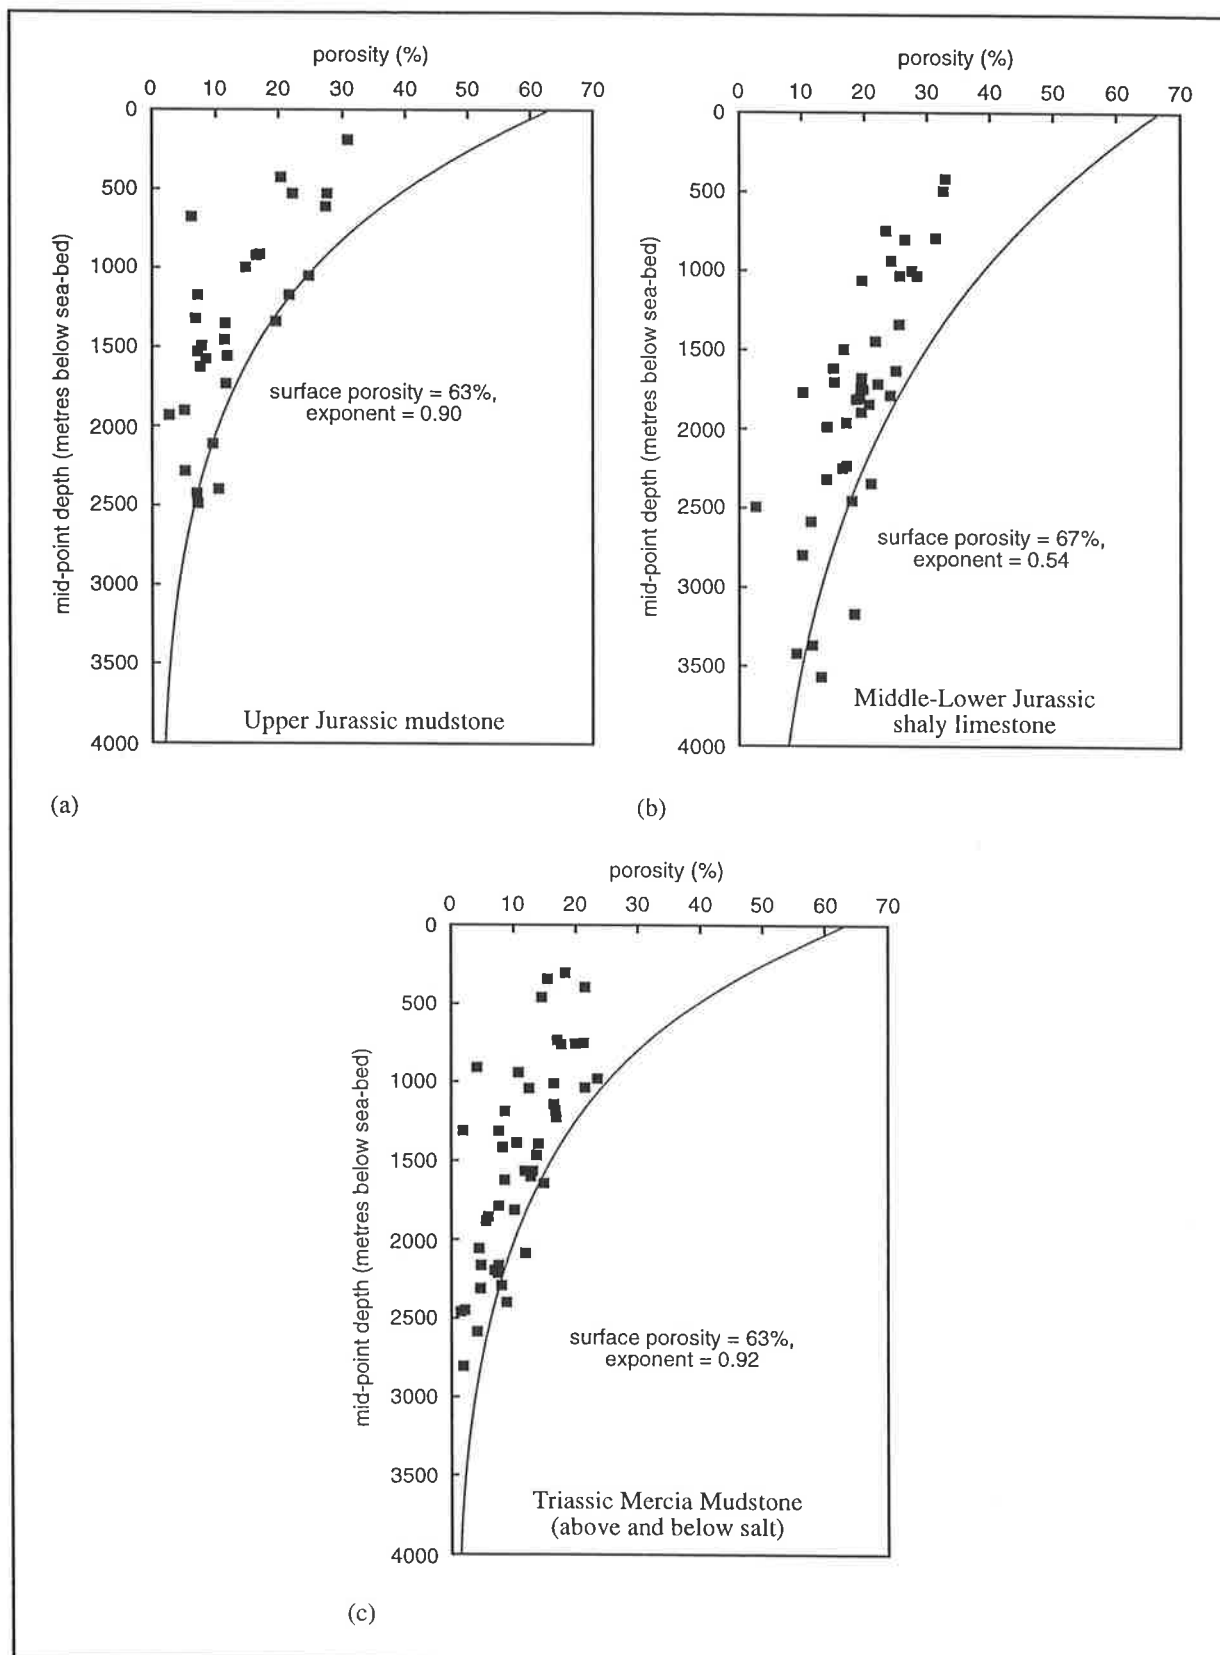 porosity (%)
0 10 20 30 40 50 60 70
0
500
1000
1500
2000
2500
3000
3500
4000
mid-point depth (metres below sea-bed)
surface porosity = 63%,
exponent = 0.90
Upper Jurassic mudstone
(a)
porosity (%)
0 10 20 30 40 50 60 70
0
500
1000
1500
2000
2500
3000
3500
4000
mid-point depth (metres below sea-bed)
surface porosity = 67%,
exponent = 0.54
Middle-Lower Jurassic
shaly limestone
(b)
porosity (%)
0 10 20 30 40 50 60 70
0
500
1000
1500
2000
2500
3000
3500
4000
mid-point depth (metres below sea-bed)
surface porosity = 63%,
exponent = 0.92
Triassic Mercia Mudstone
(above and below salt)
(c)